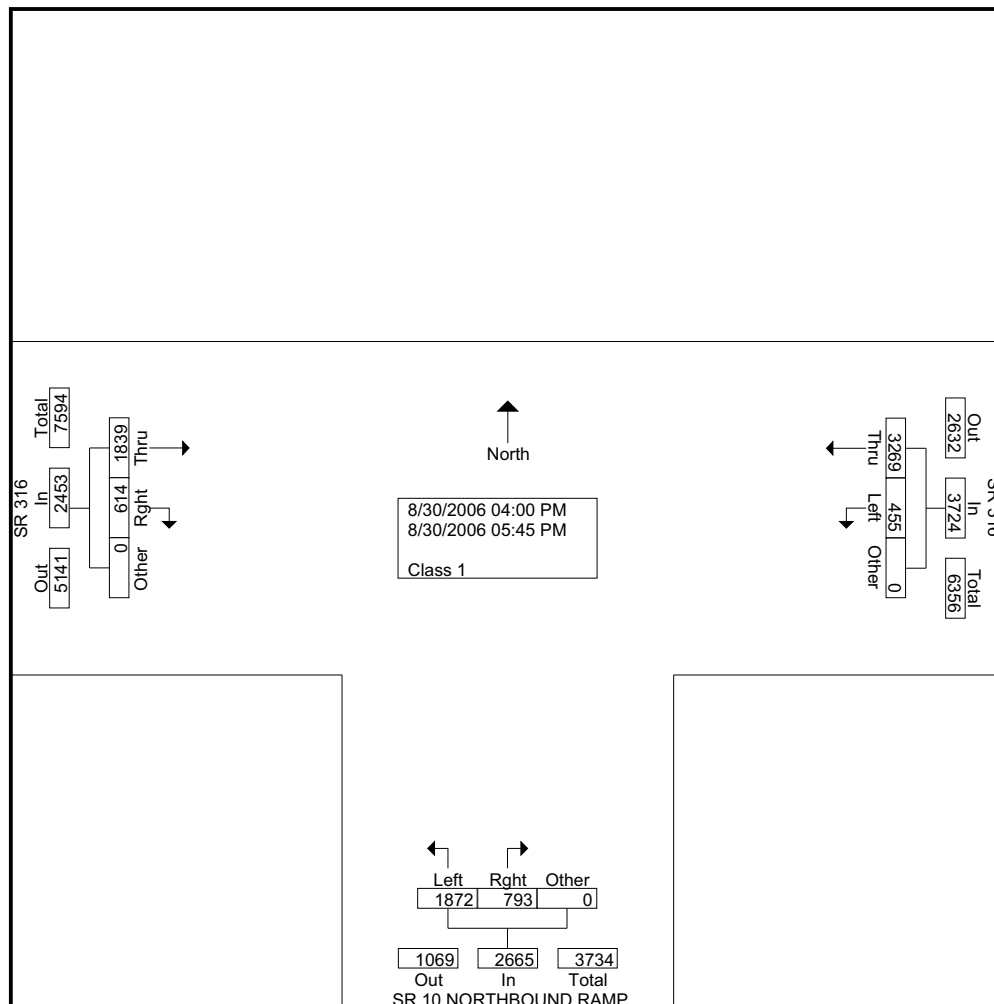 North
8/30/2006 04:00 PM
8/30/2006 05:45 PM
Class 1
SR 316
Out In Total
5141 2453 7594
1839 614 0
Thru Rght Other
SR 316
Out In Total
2632 3724 6356
3269 455 0
Thru Left Other
Left Rght Other
1872 793 0
1069 2665 3734
Out In Total
SR 10 NORTHBOUND RAMP